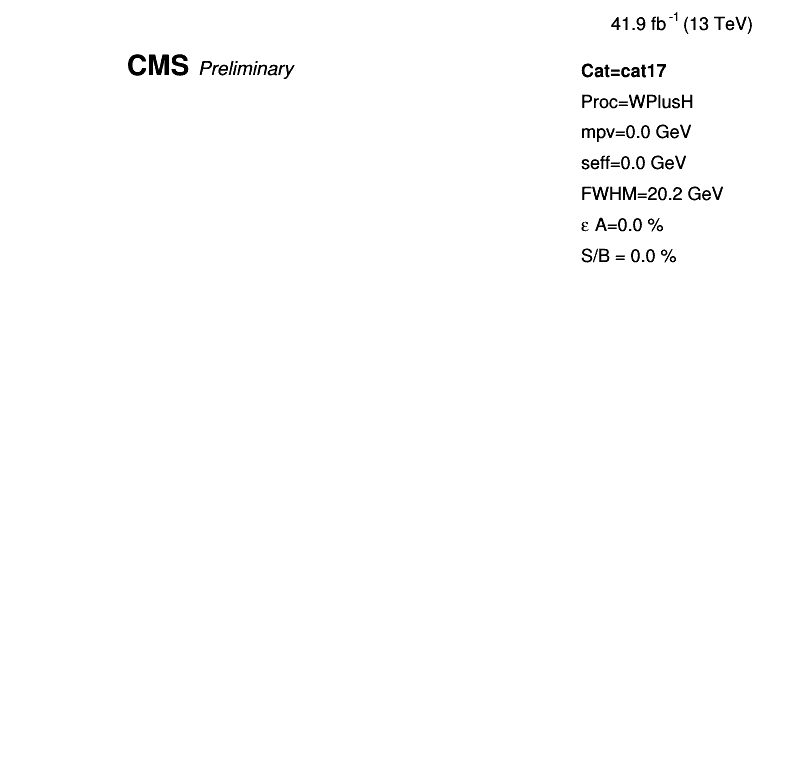 41.9 fb⁻¹ (13 TeV)
CMS Preliminary
Cat=cat17
Proc=WPlusH
mpv=0.0 GeV
seff=0.0 GeV
FWHM=20.2 GeV
ε A=0.0 %
S/B = 0.0 %